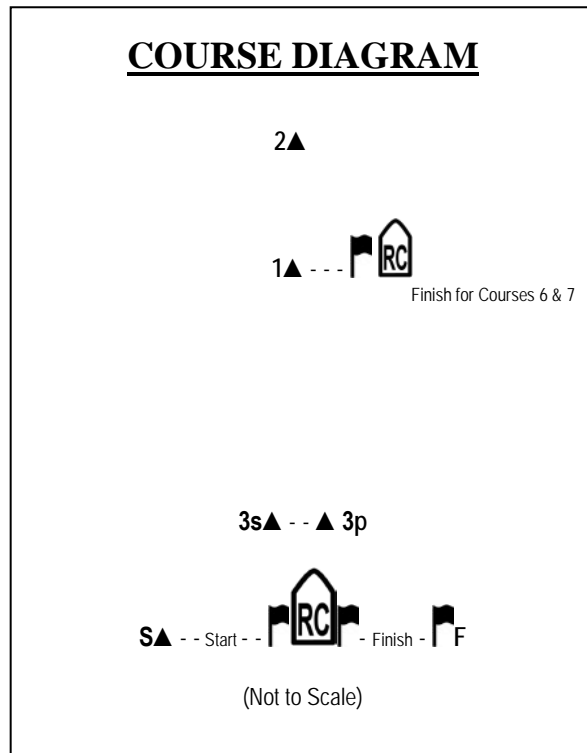 COURSE DIAGRAM
2▲
1▲ - - - RC
Finish for Courses 6 & 7
3s▲ - - ▲ 3p
S▲ - - Start - - RC - Finish - F
(Not to Scale)